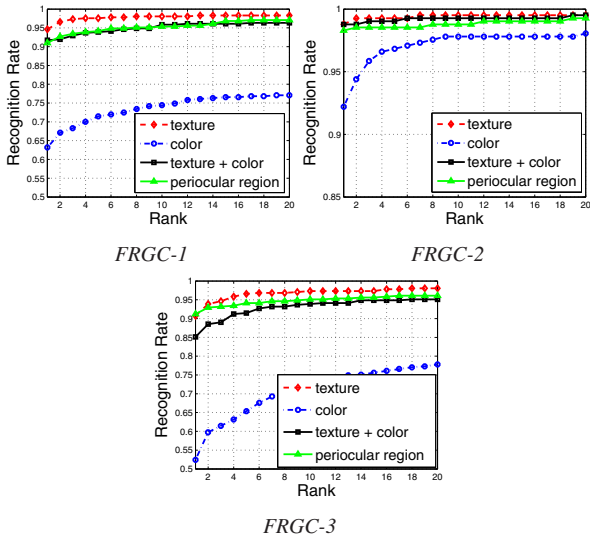 Recognition Rate
1
0.95
0.9
0.85
0.8
0.75
0.7
0.65
0.6
0.55
0.5
texture
color
texture + color
periocular region
2 4 6 8 10 12 14 16 18 20
Rank
FRGC-1
Recognition Rate
1
0.95
0.9
0.85
texture
color
texture + color
periocular region
2 4 6 8 10 12 14 16 18 20
Rank
FRGC-2
Recognition Rate
1
0.95
0.9
0.85
0.8
0.75
0.7
0.65
0.6
0.55
0.5
texture
color
texture + color
periocular region
2 4 6 8 10 12 14 16 18 20
Rank
FRGC-3